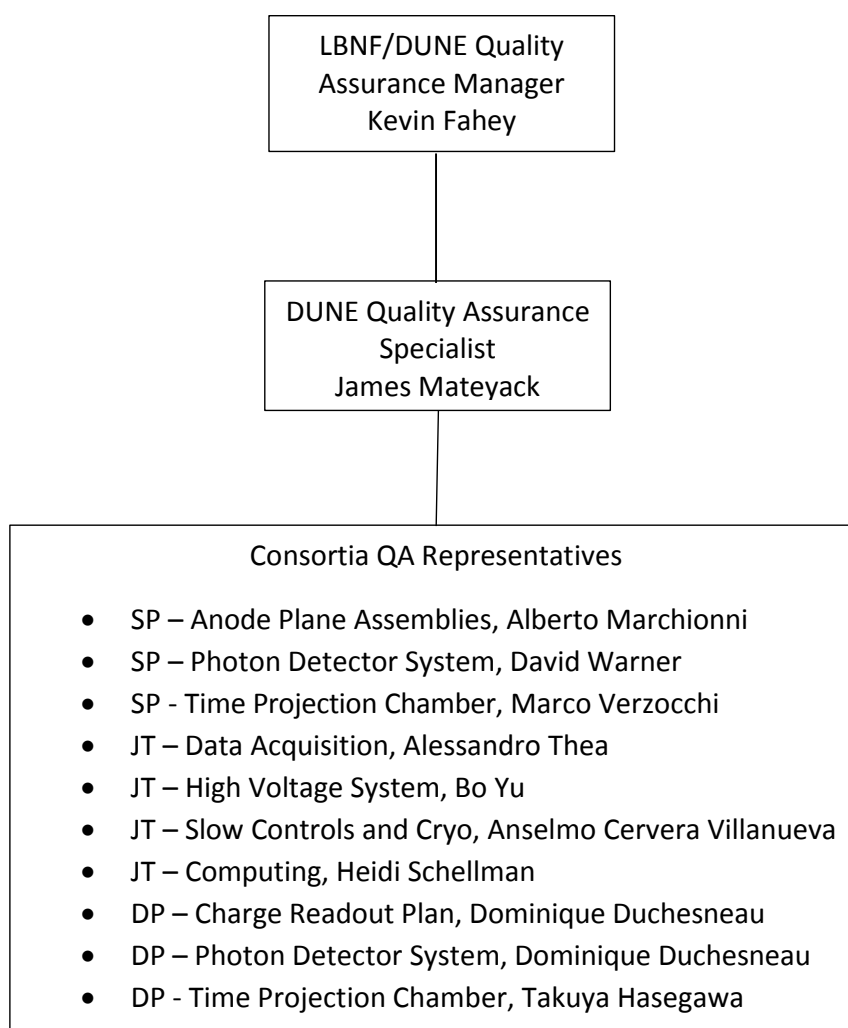 LBNF/DUNE Quality
Assurance Manager
Kevin Fahey
DUNE Quality Assurance
Specialist
James Mateyack
Consortia QA Representatives
• SP – Anode Plane Assemblies, Alberto Marchionni
• SP – Photon Detector System, David Warner
• SP - Time Projection Chamber, Marco Verzocchi
• JT – Data Acquisition, Alessandro Thea
• JT – High Voltage System, Bo Yu
• JT – Slow Controls and Cryo, Anselmo Cervera Villanueva
• JT – Computing, Heidi Schellman
• DP – Charge Readout Plan, Dominique Duchesneau
• DP – Photon Detector System, Dominique Duchesneau
• DP - Time Projection Chamber, Takuya Hasegawa